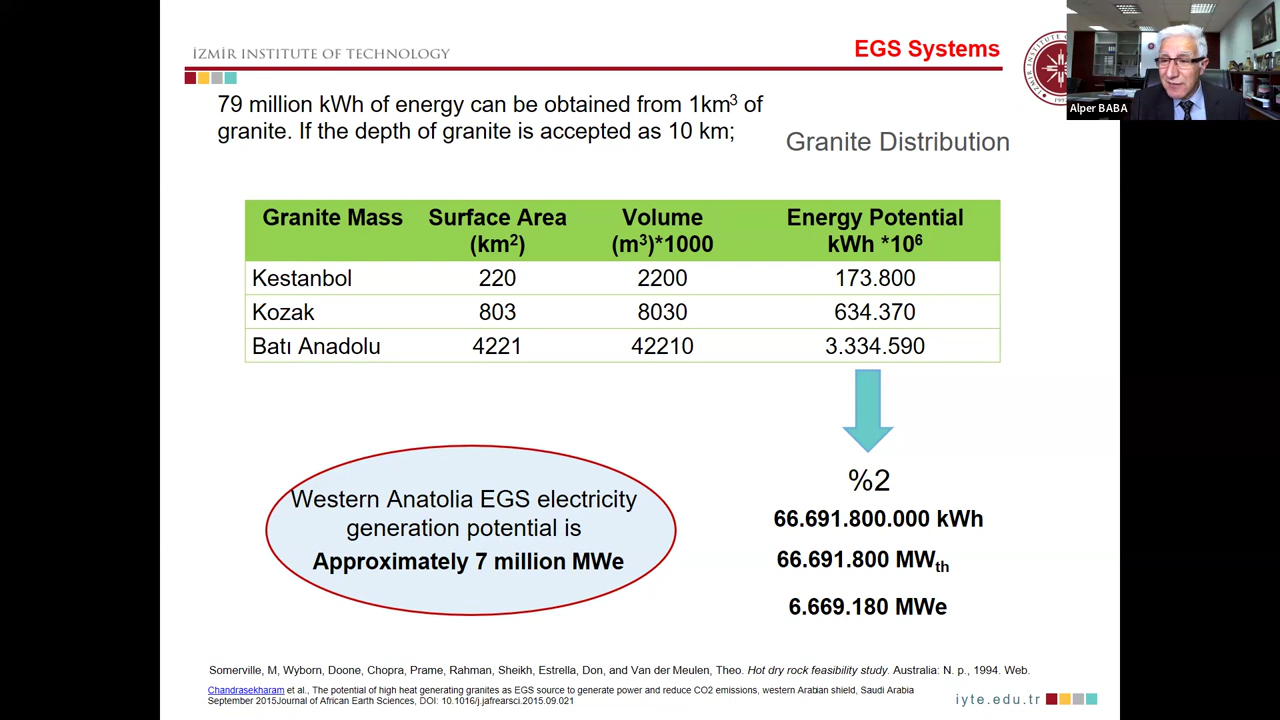 İZMİR INSTITUTE OF TECHNOLOGY
EGS Systems
Alper BABA
79 million kWh of energy can be obtained from 1km³ of
granite. If the depth of granite is accepted as 10 km;
Granite Distribution
Granite Mass Surface Area (km²) Volume (m³)*1000 Energy Potential kWh *10⁶
Kestanbol 220 2200 173.800
Kozak 803 8030 634.370
Batı Anadolu 4221 42210 3.334.590
%2
66.691.800.000 kWh
66.691.800 MWth
6.669.180 MWe
Western Anatolia EGS electricity
generation potential is
Approximately 7 million MWe
Somerville, M, Wyborn, Doone, Chopra, Prame, Rahman, Sheikh, Estrella, Don, and Van der Meulen, Theo. Hot dry rock feasibility study. Australia: N. p., 1994. Web.
Chandrasekharam et al., The potential of high heat generating granites as EGS source to generate power and reduce CO2 emissions, western Arabian shield, Saudi Arabia
September 2015Journal of African Earth Sciences, DOI: 10.1016/j.jafrearsci.2015.09.021
iyte.edu.tr